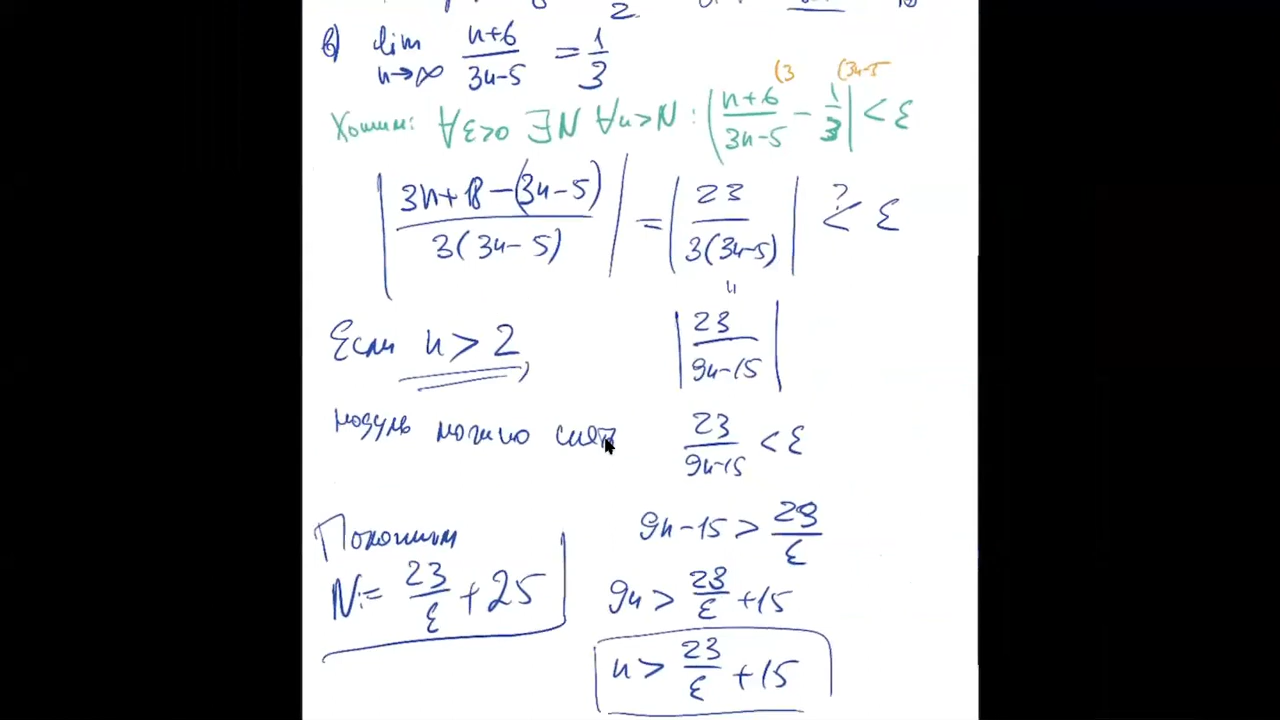 в) lim n→∞ (n+6)/(3n-5) = 1/3
(3 (3n-5
Хотим: ∀ε>0 ∃N ∀n>N : |(n+6)/(3n-5) - 1/3| < ε
|(3n+18-(3n-5))/(3(3n-5))| = |23/(3(3n-5))| <? ε
"
Если n > 2,
|23/(9n-15)|
модуль можно снять
23/(9n-15) < ε
9n-15 > 23/ε
Положим
N:= 23/ε + 25
9n > 23/ε + 15
n > 23/ε + 15